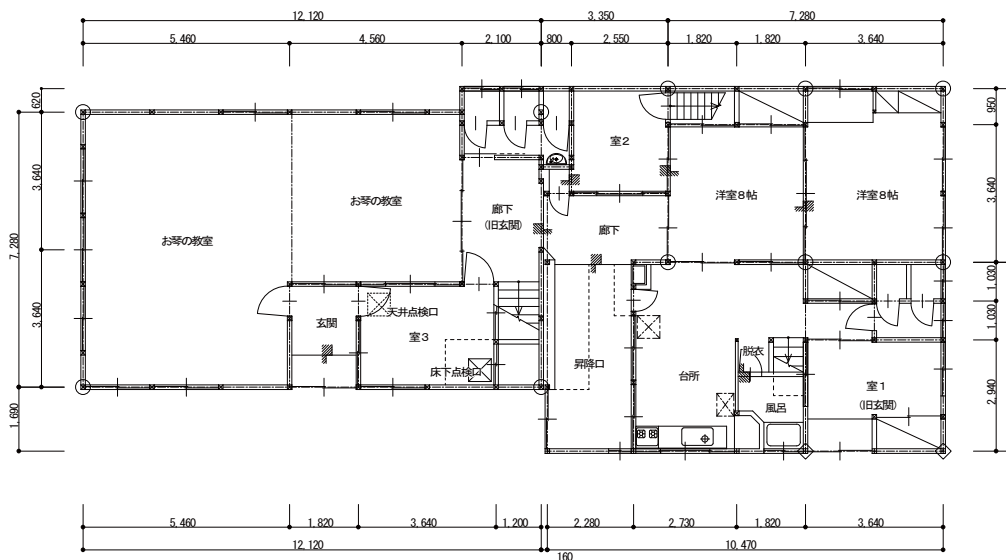 12,120
3,350
7,280
5,460
4,560
2,100
800
2,550
1,820
1,820
3,640
620
3,640
7,280
3,640
1,690
950
3,640
1,030
1,030
2,940
室2
お琴の教室
洋室8帖
洋室8帖
廊下
(旧玄関)
廊下
お琴の教室
天井点検口
玄関
室3
床下点検口
昇降口
脱衣
台所
風呂
室1
(旧玄関)
5,460
1,820
3,640
1,200
2,280
2,730
1,820
3,640
12,120
160
10,470